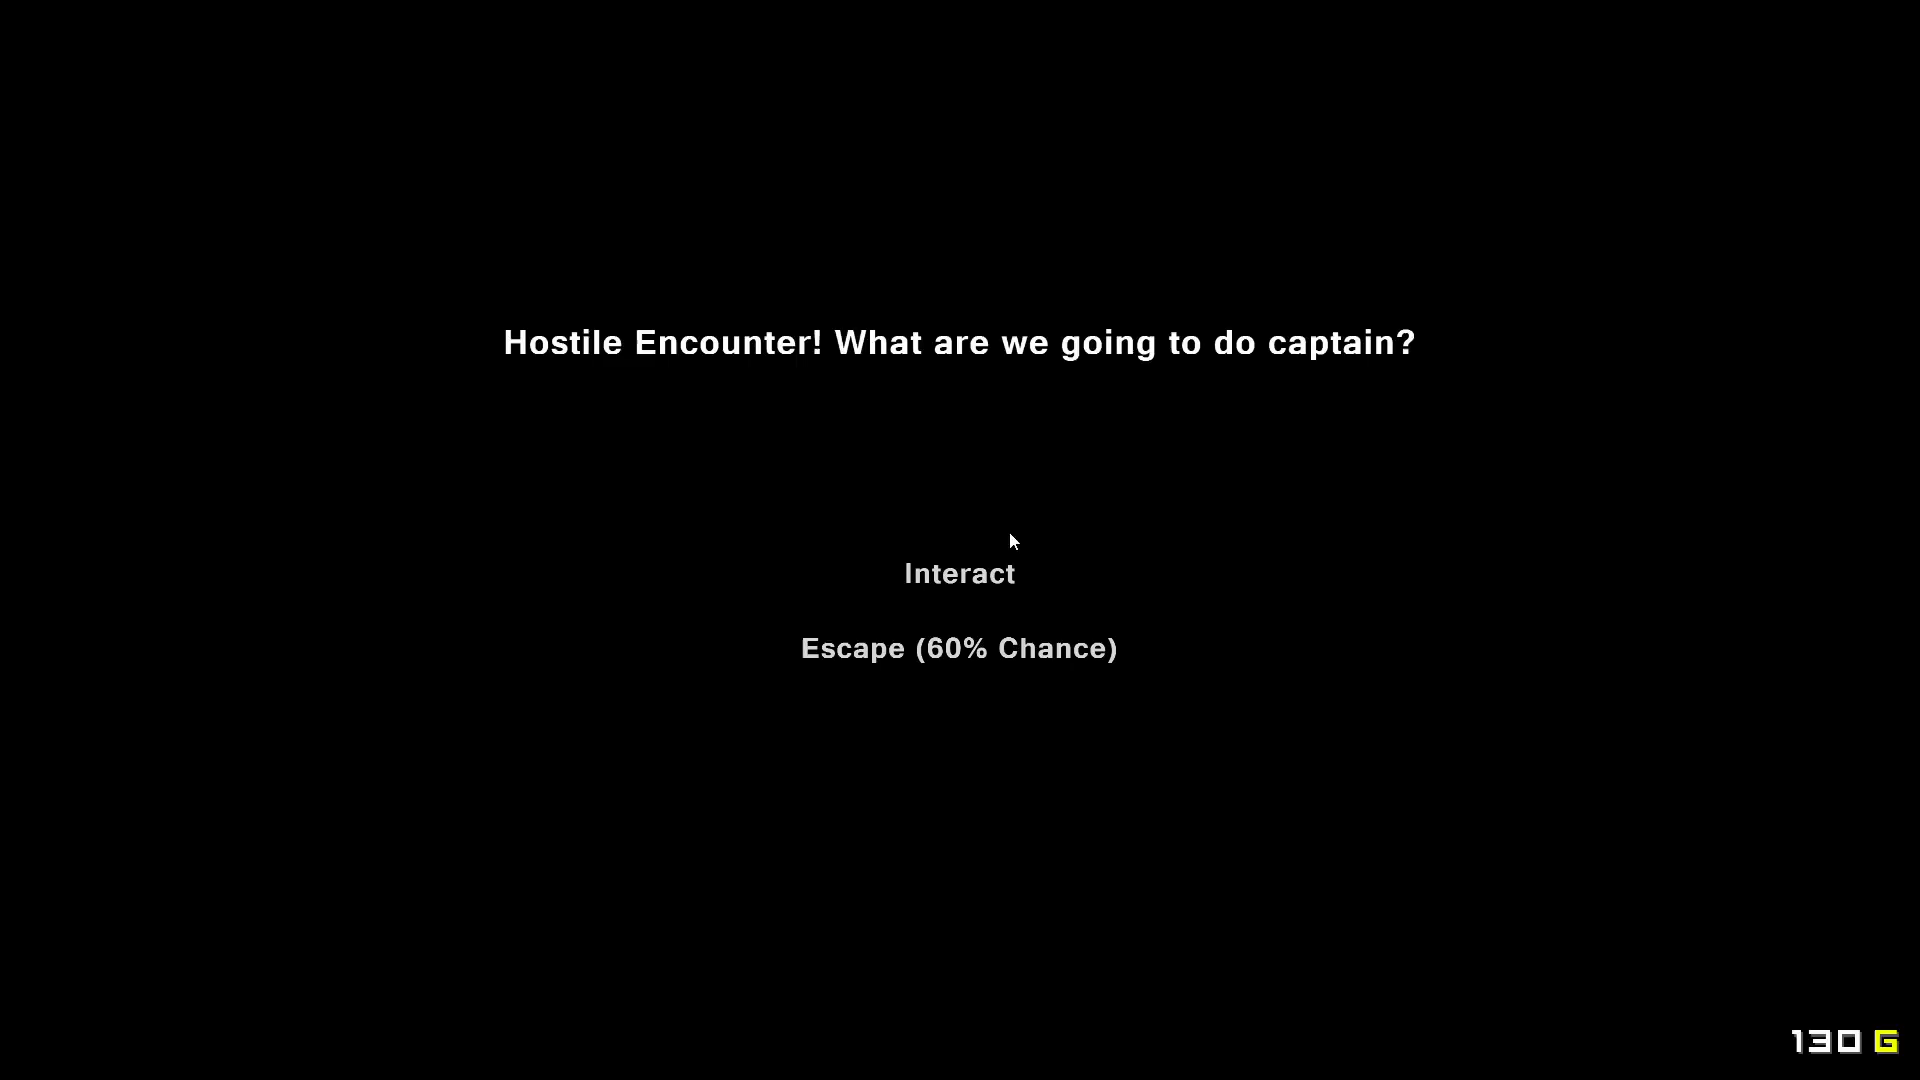 Hostile Encounter! What are we going to do captain?
Interact
Escape (60% Chance)
130 G